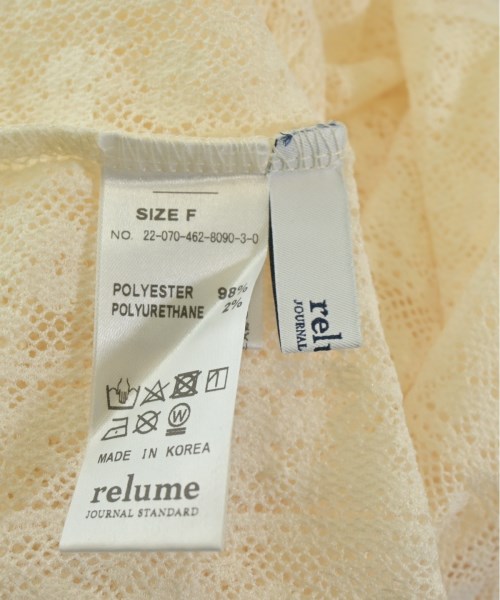 SIZE F
NO. 22-070-462-8090-3-0
POLYESTER 98%
POLYURETHANE 2%
W
MADE IN KOREA
relume
JOURNAL STANDARD
relum
JOURNAL